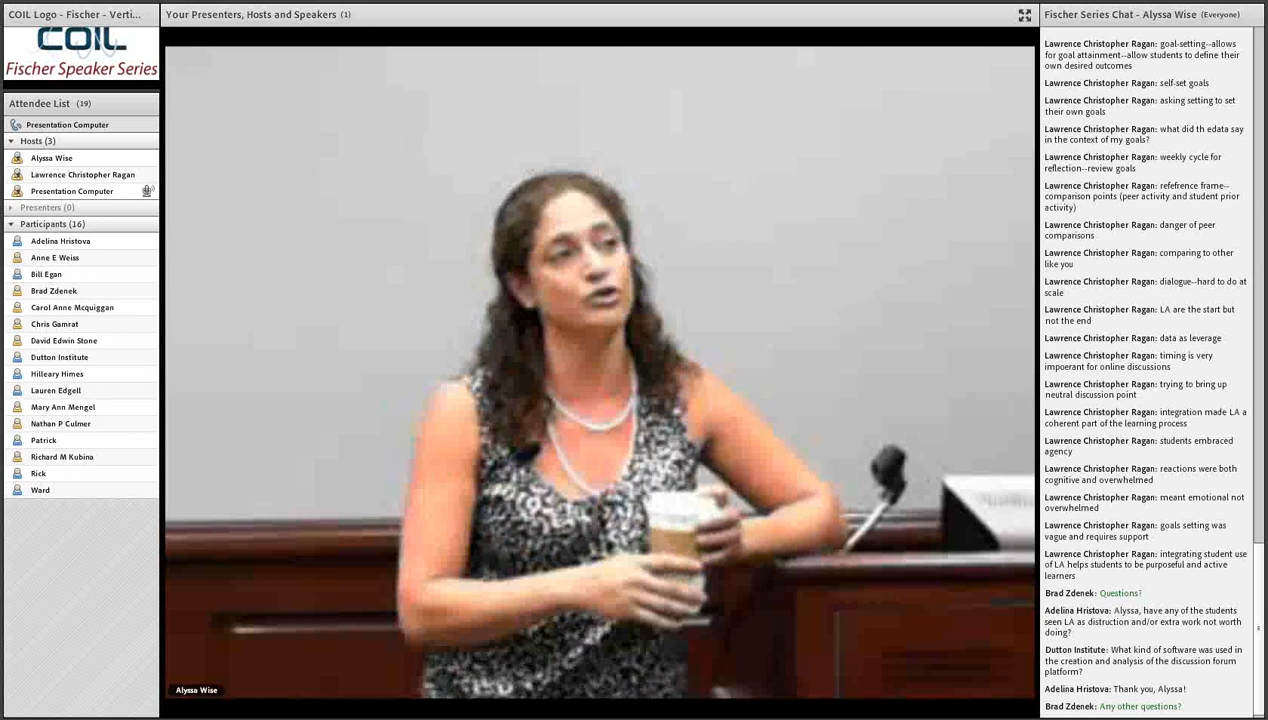 COIL Logo - Fischer - Verti...
COIL
Fischer Speaker Series
Attendee List (19)
Presentation Computer
Hosts (3)
Alyssa Wise
Lawrence Christopher Ragan
Presentation Computer
Presenters (0)
Participants (16)
Adelina Hristova
Anne E Weiss
Bill Egan
Brad Zdenek
Carol Anne Mcquiggan
Chris Gamrat
David Edwin Stone
Dutton Institute
Hilleary Himes
Lauren Edgell
Mary Ann Mengel
Nathan P Culmer
Patrick
Richard M Kubina
Rick
Ward
Your Presenters, Hosts and Speakers (1)
Alyssa Wise
Fischer Series Chat - Alyssa Wise (Everyone)
Lawrence Christopher Ragan: goal-setting--allows
for goal attainment--allow students to define their
own desired outcomes
Lawrence Christopher Ragan: self-set goals
Lawrence Christopher Ragan: asking setting to set
their own goals
Lawrence Christopher Ragan: what did th edata say
in the context of my goals?
Lawrence Christopher Ragan: weekly cycle for
reflection--review goals
Lawrence Christopher Ragan: refefrence frame--
comparison points (peer activity and student prior
activity)
Lawrence Christopher Ragan: danger of peer
comparisons
Lawrence Christopher Ragan: comparing to other
like you
Lawrence Christopher Ragan: dialogue--hard to do at
scale
Lawrence Christopher Ragan: LA are the start but
not the end
Lawrence Christopher Ragan: data as leverage
Lawrence Christopher Ragan: timing is very
impoerant for online discussions
Lawrence Christopher Ragan: trying to bring up
neutral discussion point
Lawrence Christopher Ragan: integration made LA a
coherent part of the learning process
Lawrence Christopher Ragan: students embraced
agency
Lawrence Christopher Ragan: reactions were both
cognitive and overwhelmed
Lawrence Christopher Ragan: meant emotional not
overwhelmed
Lawrence Christopher Ragan: goals setting was
vague and requires support
Lawrence Christopher Ragan: integrating student use
of LA helps students to be purposeful and active
learners
Brad Zdenek: Questions?
Adelina Hristova: Alyssa, have any of the students
seen LA as distruction and/or extra work not worth
doing?
Dutton Institute: What kind of software was used in
the creation and analysis of the discussion forum
platform?
Adelina Hristova: Thank you, Alyssa!
Brad Zdenek: Any other questions?